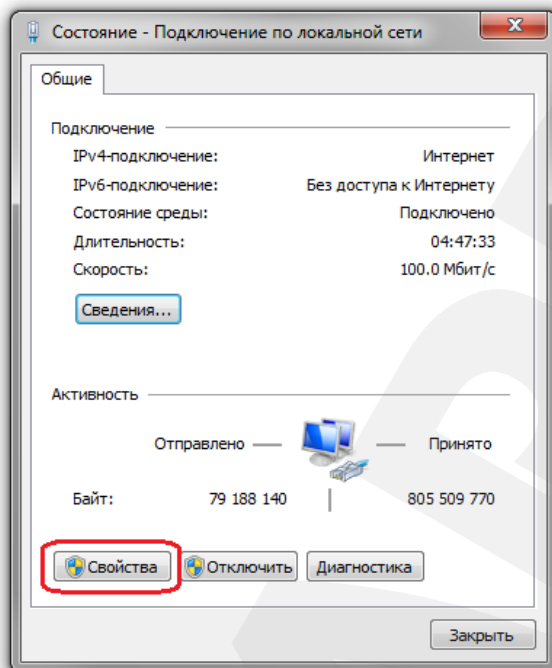 Состояние - Подключение по локальной сети
Общие
Подключение
IPv4-подключение: Интернет
IPv6-подключение: Без доступа к Интернету
Состояние среды: Подключено
Длительность: 04:47:33
Скорость: 100.0 Мбит/с
Сведения...
Активность
Отправлено — Принято
Байт: 79 188 140 | 805 509 770
Свойства Отключить Диагностика
Закрыть